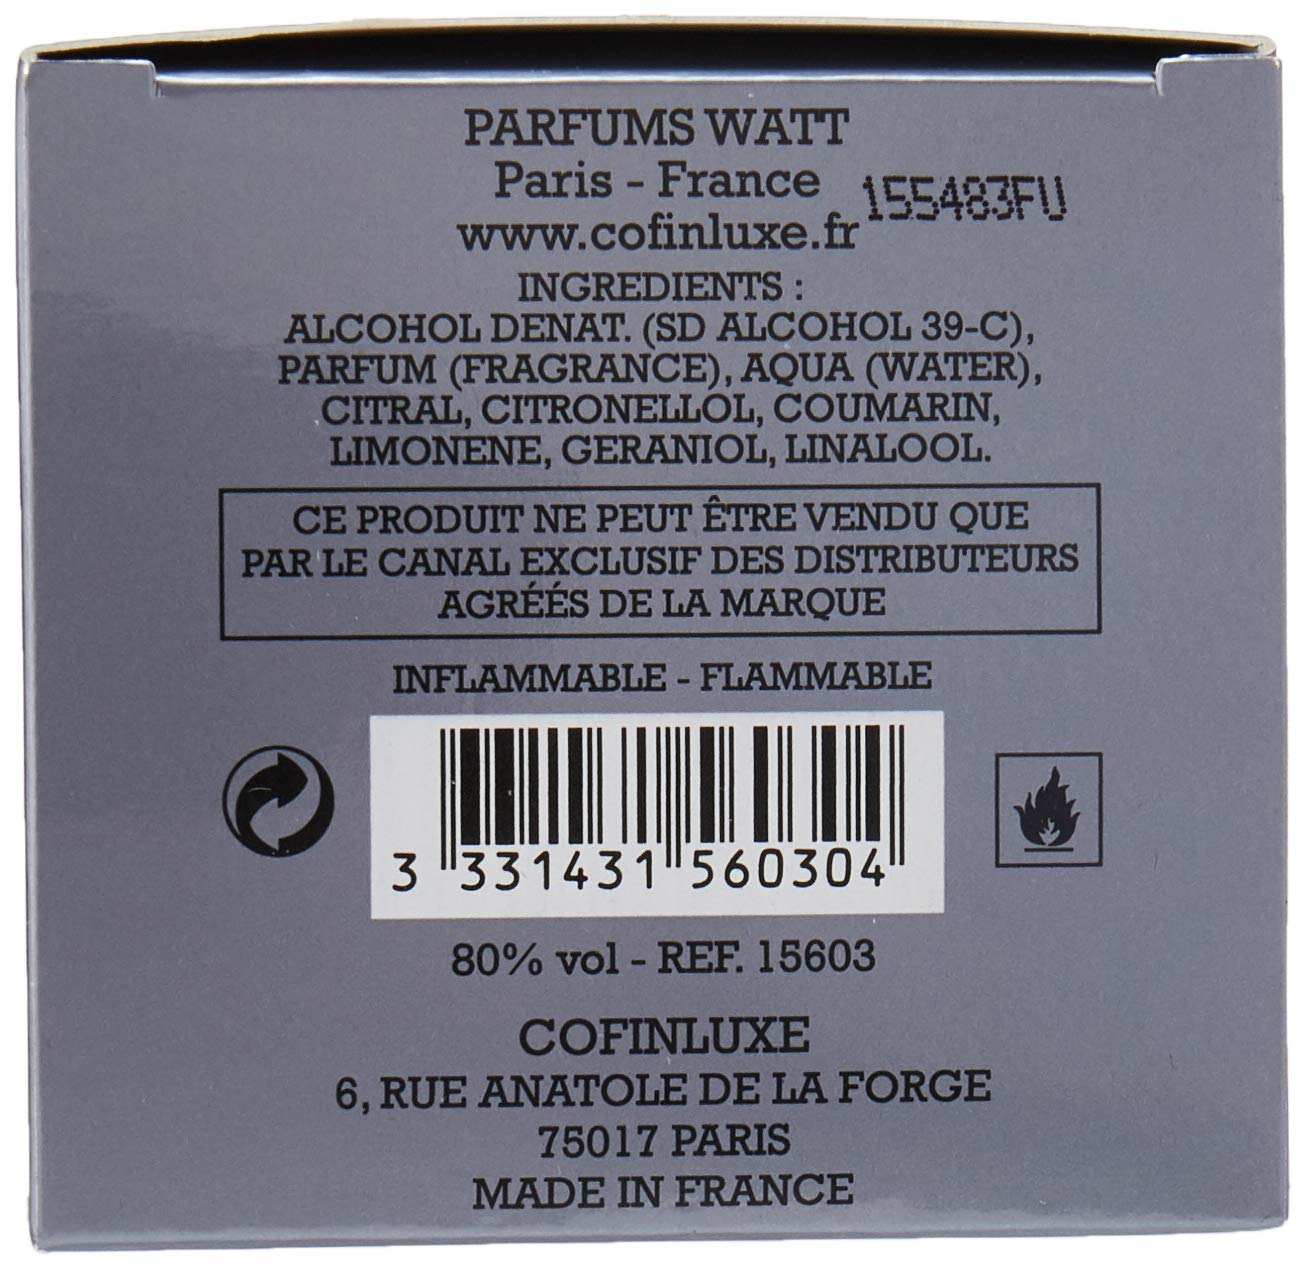 PARFUMS WATT
Paris - France
155483FU
www.cofinluxe.fr
INGREDIENTS :
ALCOHOL DENAT. (SD ALCOHOL 39-C),
PARFUM (FRAGRANCE), AQUA (WATER),
CITRAL, CITRONELLOL, COUMARIN,
LIMONENE, GERANIOL, LINALOOL.
CE PRODUIT NE PEUT ÊTRE VENDU QUE
PAR LE CANAL EXCLUSIF DES DISTRIBUTEURS
AGRÉÉS DE LA MARQUE
INFLAMMABLE - FLAMMABLE
3 331431 560304
80% vol - REF. 15603
COFINLUXE
6, RUE ANATOLE DE LA FORGE
75017 PARIS
MADE IN FRANCE